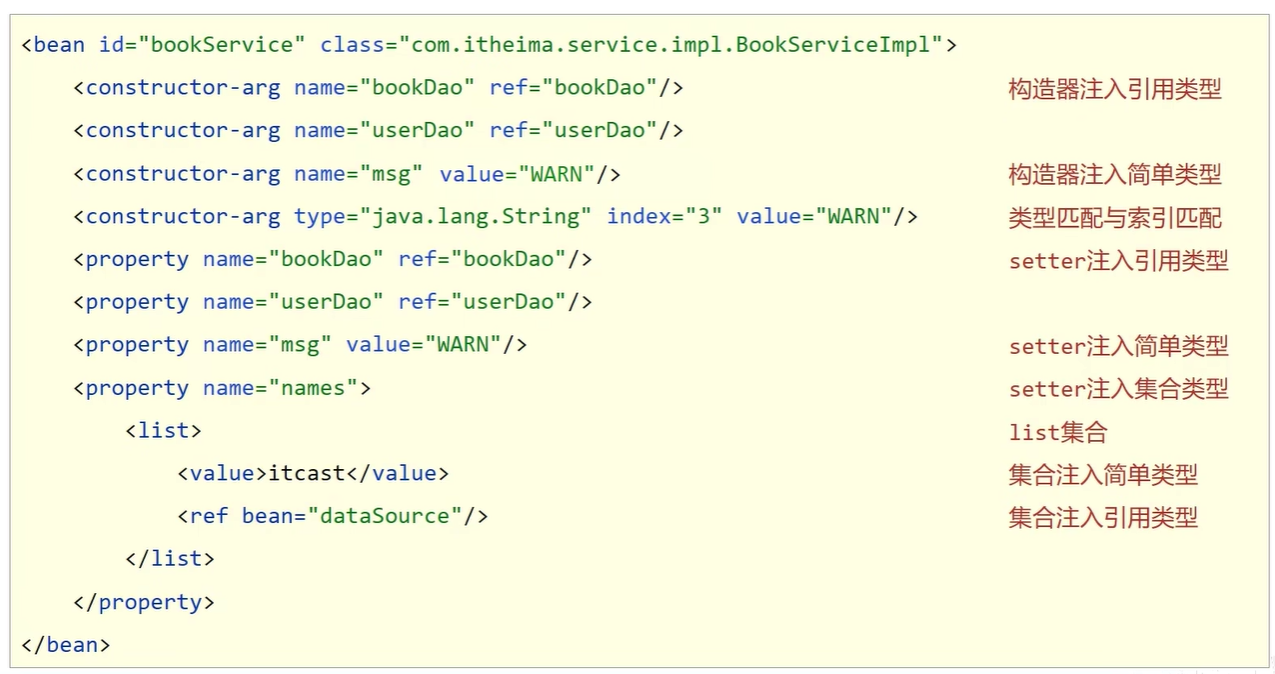 <bean id="bookService" class="com.itheima.service.impl.BookServiceImpl">
<constructor-arg name="bookDao" ref="bookDao"/> 构造器注入引用类型
<constructor-arg name="userDao" ref="userDao"/>
<constructor-arg name="msg" value="WARN"/> 构造器注入简单类型
<constructor-arg type="java.lang.String" index="3" value="WARN"/> 类型匹配与索引匹配
<property name="bookDao" ref="bookDao"/> setter注入引用类型
<property name="userDao" ref="userDao"/>
<property name="msg" value="WARN"/> setter注入简单类型
<property name="names"> setter注入集合类型
<list> list集合
<value>itcast</value> 集合注入简单类型
<ref bean="dataSource"/> 集合注入引用类型
</list>
</property>
</bean>